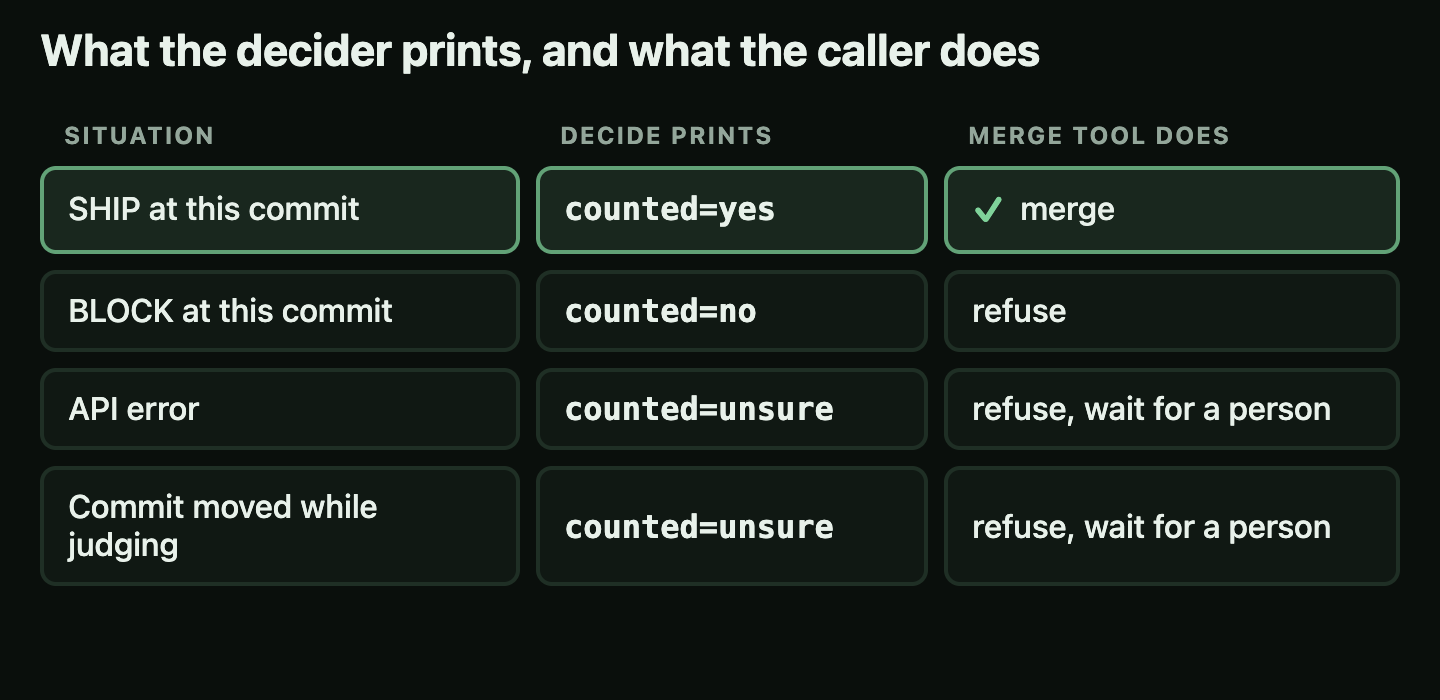 What the decider prints, and what the caller does
SITUATION DECIDE PRINTS MERGE TOOL DOES
SHIP at this commit counted=yes ✓ merge
BLOCK at this commit counted=no refuse
API error counted=unsure refuse, wait for a person
Commit moved while
judging counted=unsure refuse, wait for a person